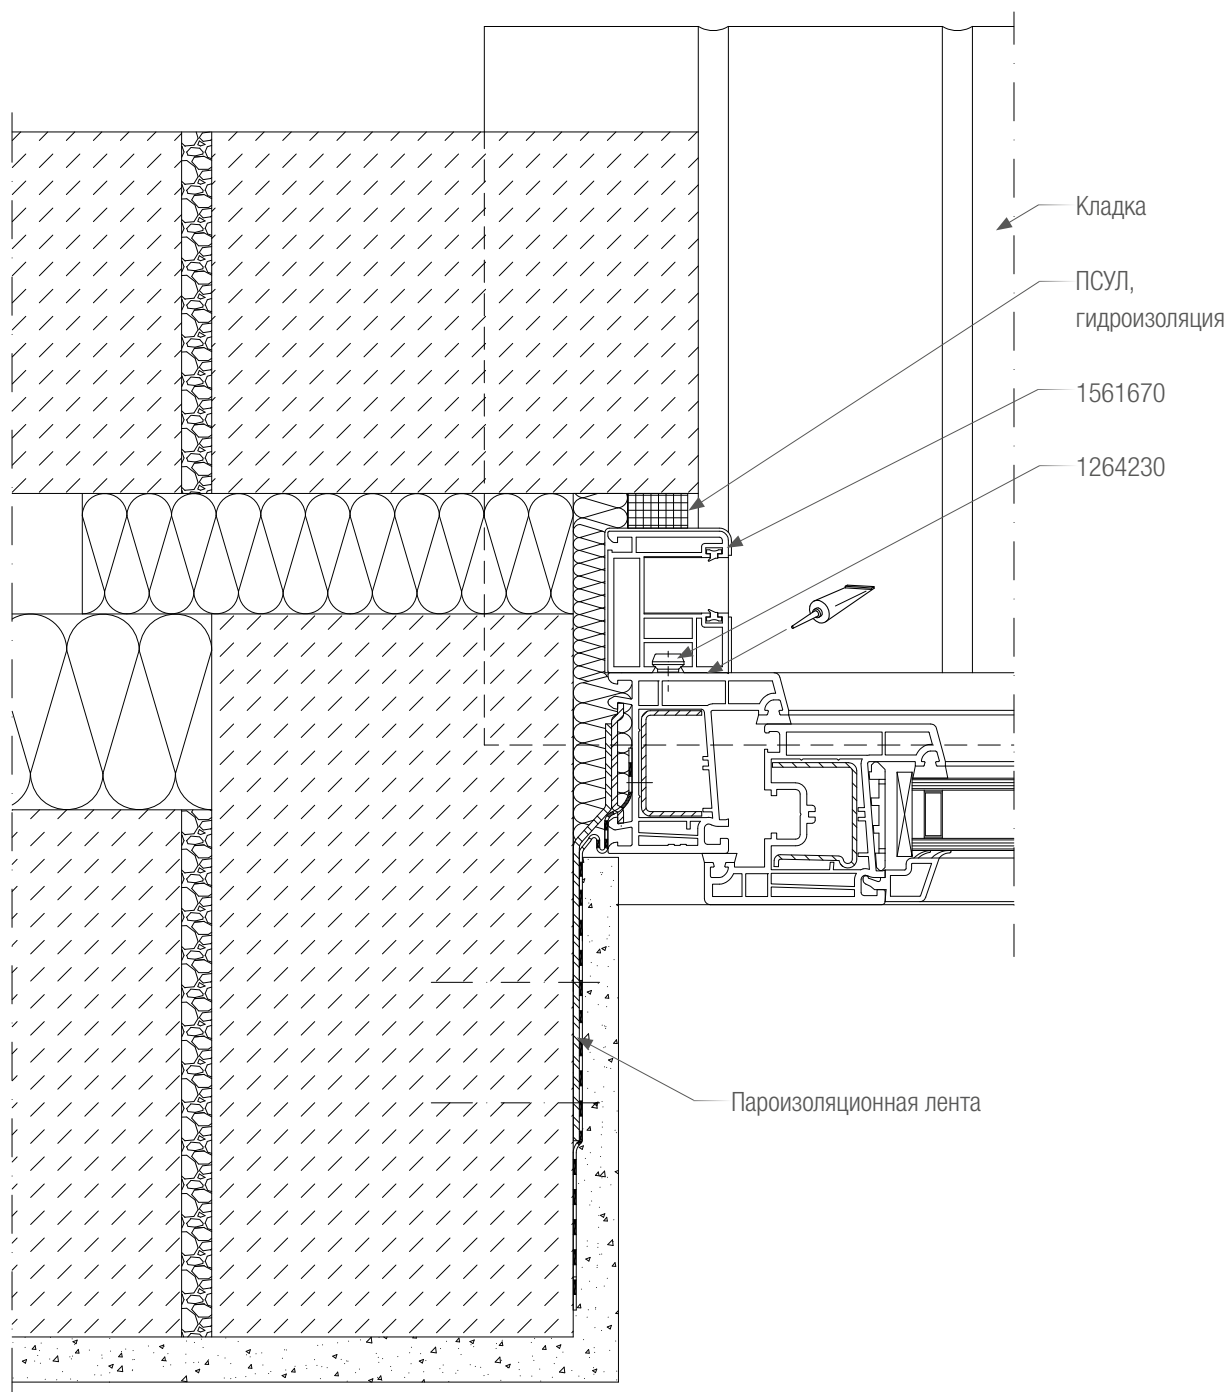 Кладка
ПСУЛ,
гидроизоляция
1561670
1264230
Пароизоляционная лента